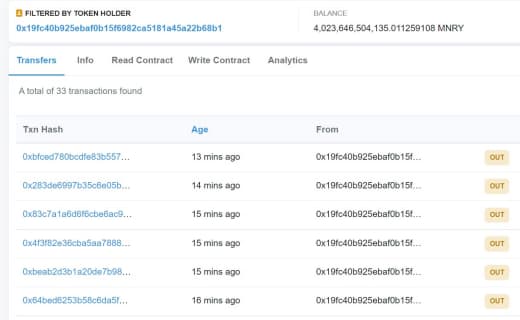 FILTERED BY TOKEN HOLDER
0x19fc40b925ebaf0b15f6982ca5181a45a22b68b1
BALANCE
4,023,646,504,135.011259108 MNRY
Transfers Info Read Contract Write Contract Analytics
A total of 33 transactions found
Txn Hash Age From
0xbfced780bcdfe83b557... 13 mins ago 0x19fc40b925ebaf0b15f... OUT
0x283de6997b35c6e05b... 14 mins ago 0x19fc40b925ebaf0b15f... OUT
0x83c7a1a6d6f6cbe6ac9... 15 mins ago 0x19fc40b925ebaf0b15f... OUT
0x4f3f82e36cba5aa7888... 15 mins ago 0x19fc40b925ebaf0b15f... OUT
0xbeab2d3b1a20de7b98... 15 mins ago 0x19fc40b925ebaf0b15f... OUT
0x64bed6253b58c6da5f... 16 mins ago 0x19fc40b925ebaf0b15f... OUT